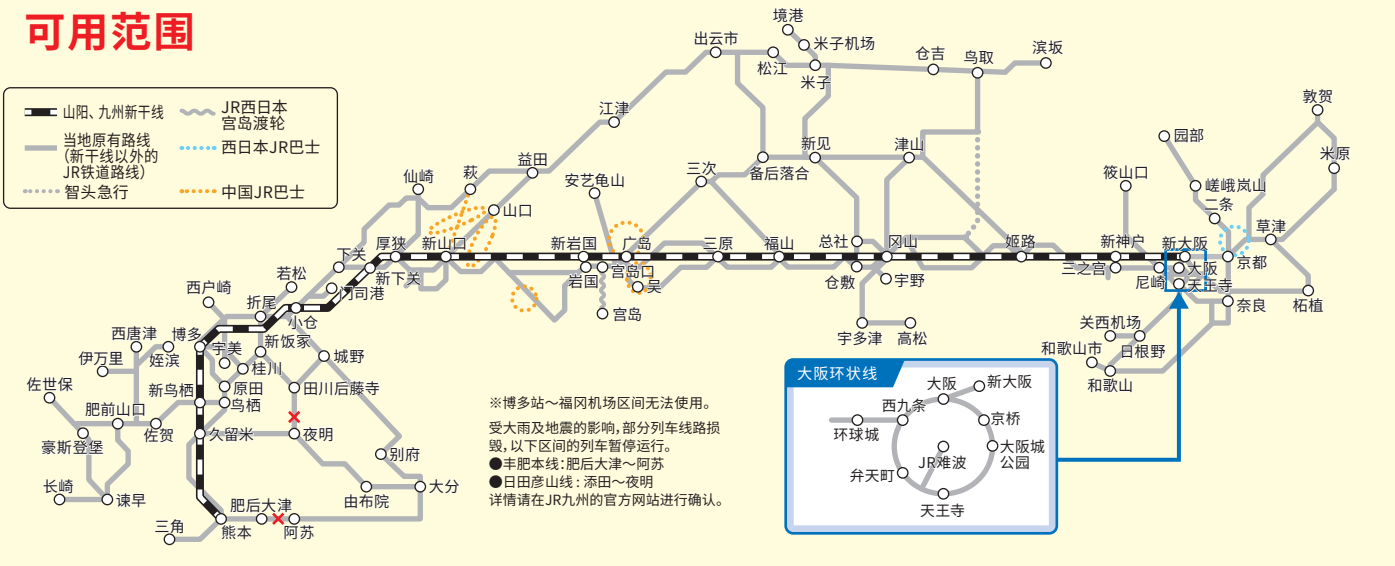 可用范围
山阳、九州新干线
当地原有路线
(新干线以外的
JR铁道路线)
智头急行
JR西日本
宫岛渡轮
西日本JR巴士
中国JR巴士
境港
米子机场
出云市
松江
米子
仓吉
鸟取
滨坂
江津
敦贺
米原
园部
嵯峨岚山
二条
草津
益田
萩
仙崎
山口
安艺龟山
三次
备后落合
新见
津山
筱山口
下关
厚狭
新山口
新岩国
广岛
三原
福山
总社
冈山
姬路
新神户
新大阪
大阪
京都
新下关
岩国
宫岛口
吴
宫岛
仓敷
宇野
三之宫
尼崎
天王寺
奈良
柘植
宇多津
高松
关西机场
日根野
和歌山市
和歌山
若松
门司港
西户崎
折尾
小仓
西唐津
博多
宇美
新饭冢
城野
伊万里
姪滨
桂川
佐世保
新鸟栖
原田
鸟栖
田川后藤寺
肥前山口
佐贺
久留米
夜明
豪斯登堡
别府
长崎
谏早
由布院
大分
肥后大津
三角
熊本
阿苏
※博多站～福冈机场区间无法使用。
受大雨及地震的影响,部分列车线路损
毁,以下区间的列车暂停运行。
●丰肥本线:肥后大津～阿苏
●日田彦山线:添田～夜明
详情请在JR九州的官方网站进行确认。
大阪环状线
大阪
新大阪
西九条
京桥
环球城
JR难波
大阪城
公园
弁天町
天王寺